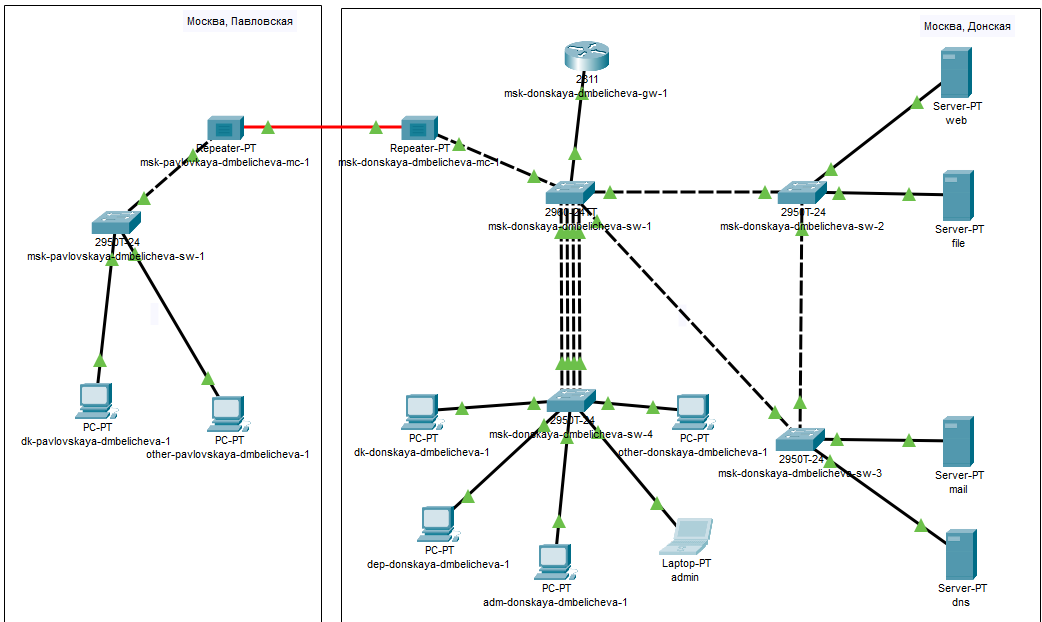 Москва, Павловская
Москва, Донская
2811
msk-donskaya-dmbelicheva-gw-1
Server-PT
web
Repeater-PT
msk-pavlovkaya-dmbelicheva-mc-1
Repeater-PT
msk-donskaya-dmbelicheva-mc-1
2960-24TT
msk-donskaya-dmbelicheva-sw-1
2950T-24
msk-donskaya-dmbelicheva-sw-2
Server-PT
file
2950T-24
msk-pavlovskaya-dmbelicheva-sw-1
PC-PT
dk-pavlovskaya-dmbelicheva-1
PC-PT
other-pavlovskaya-dmbelicheva-1
PC-PT
dk-donskaya-dmbelicheva-1
2950T-24
msk-donskaya-dmbelicheva-sw-4
PC-PT
other-donskaya-dmbelicheva-1
2950T-24
msk-donskaya-dmbelicheva-sw-3
Server-PT
mail
PC-PT
dep-donskaya-dmbelicheva-1
PC-PT
adm-donskaya-dmbelicheva-1
Laptop-PT
admin
Server-PT
dns